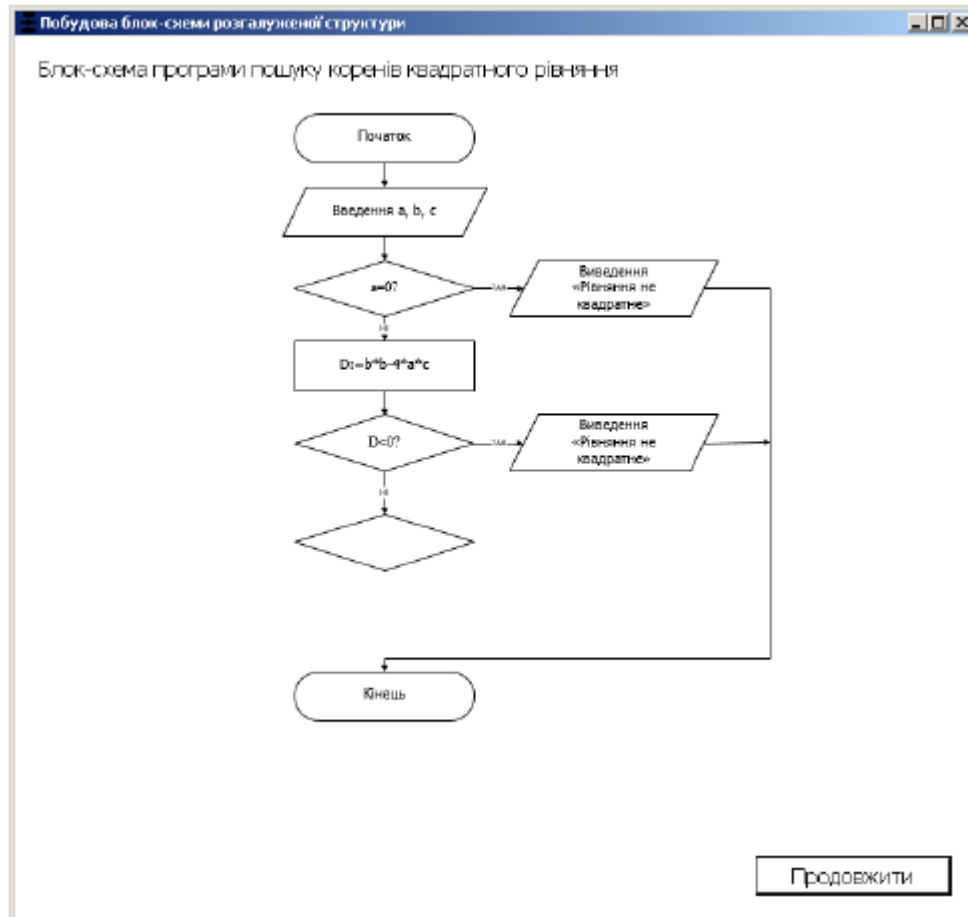 Побудова блок-схеми розгалуженої структури
Блок-схема програми пошуку коренів квадратного рівняння
Початок
Введення a, b, c
a=0?
так
Виведення
«Рівняння не
квадратне»
ні
D:=b*b-4*a*c
D<0?
так
Виведення
«Рівняння не
квадратне»
ні
Кінець
Продовжити